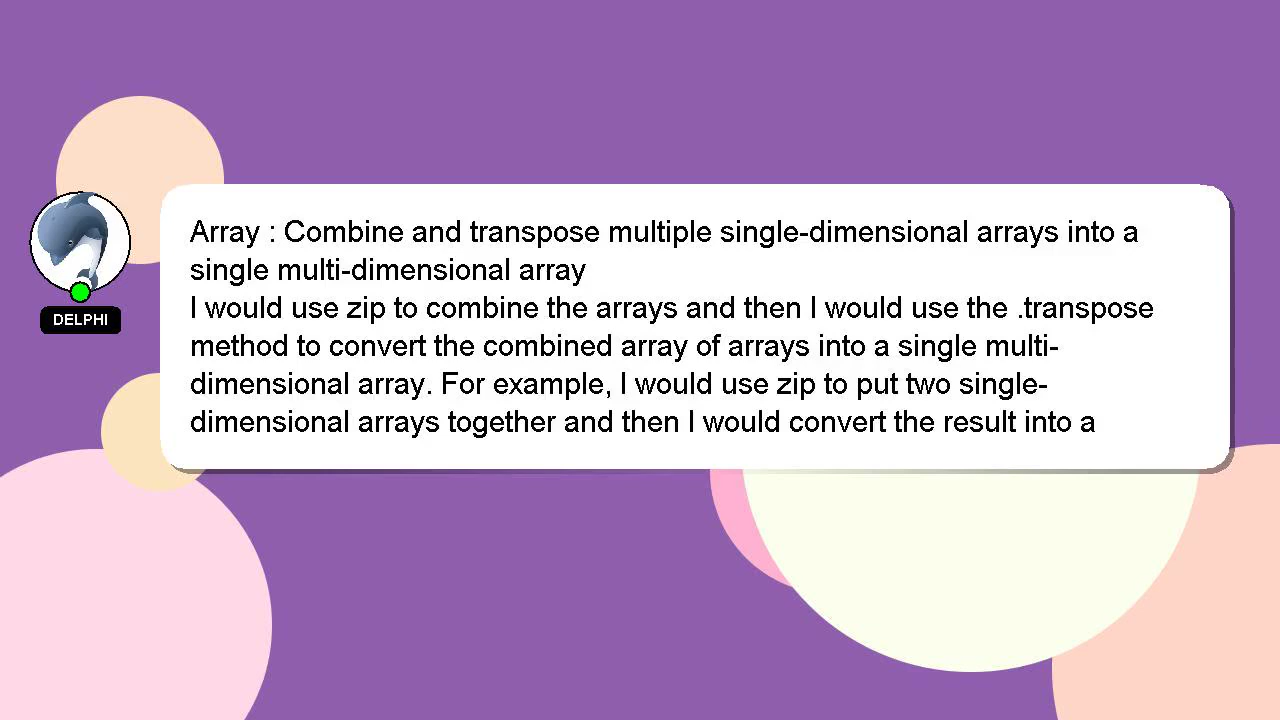 Array : Combine and transpose multiple single-dimensional arrays into a
single multi-dimensional array
I would use zip to combine the arrays and then I would use the .transpose
method to convert the combined array of arrays into a single multi-
dimensional array. For example, I would use zip to put two single-
dimensional arrays together and then I would convert the result into a
DELPHI